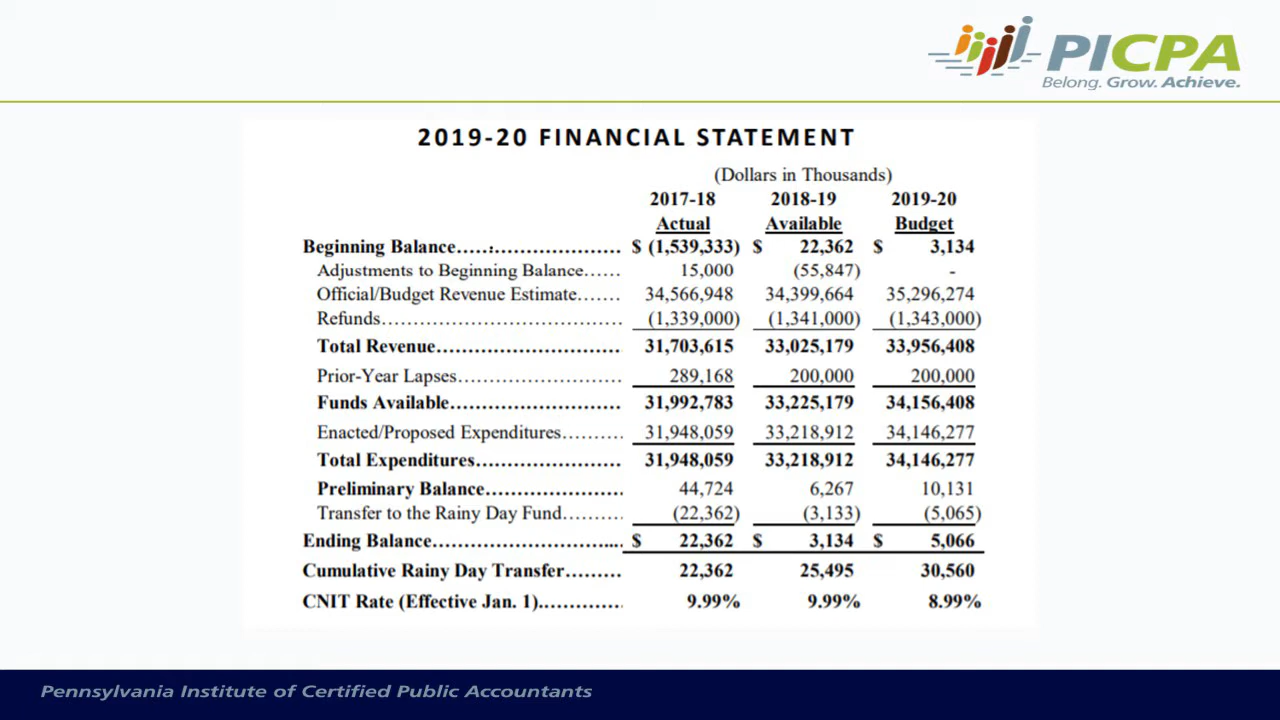 PICPA
Belong. Grow. Achieve.
2019-20 FINANCIAL STATEMENT
(Dollars in Thousands)
2017-18 2018-19 2019-20
Actual Available Budget
Beginning Balance.....:.................... $ (1,539,333) $ 22,362 $ 3,134
Adjustments to Beginning Balance...... 15,000 (55,847) -
Official/Budget Revenue Estimate....... 34,566,948 34,399,664 35,296,274
Refunds...................................... (1,339,000) (1,341,000) (1,343,000)
Total Revenue............................. 31,703,615 33,025,179 33,956,408
Prior-Year Lapses.......................... 289,168 200,000 200,000
Funds Available........................... 31,992,783 33,225,179 34,156,408
Enacted/Proposed Expenditures.......... 31,948,059 33,218,912 34,146,277
Total Expenditures....................... 31,948,059 33,218,912 34,146,277
Preliminary Balance...................... 44,724 6,267 10,131
Transfer to the Rainy Day Fund.......... (22,362) (3,133) (5,065)
Ending Balance.............................. $ 22,362 $ 3,134 $ 5,066
Cumulative Rainy Day Transfer......... 22,362 25,495 30,560
CNIT Rate (Effective Jan. 1).............. 9.99% 9.99% 8.99%
Pennsylvania Institute of Certified Public Accountants